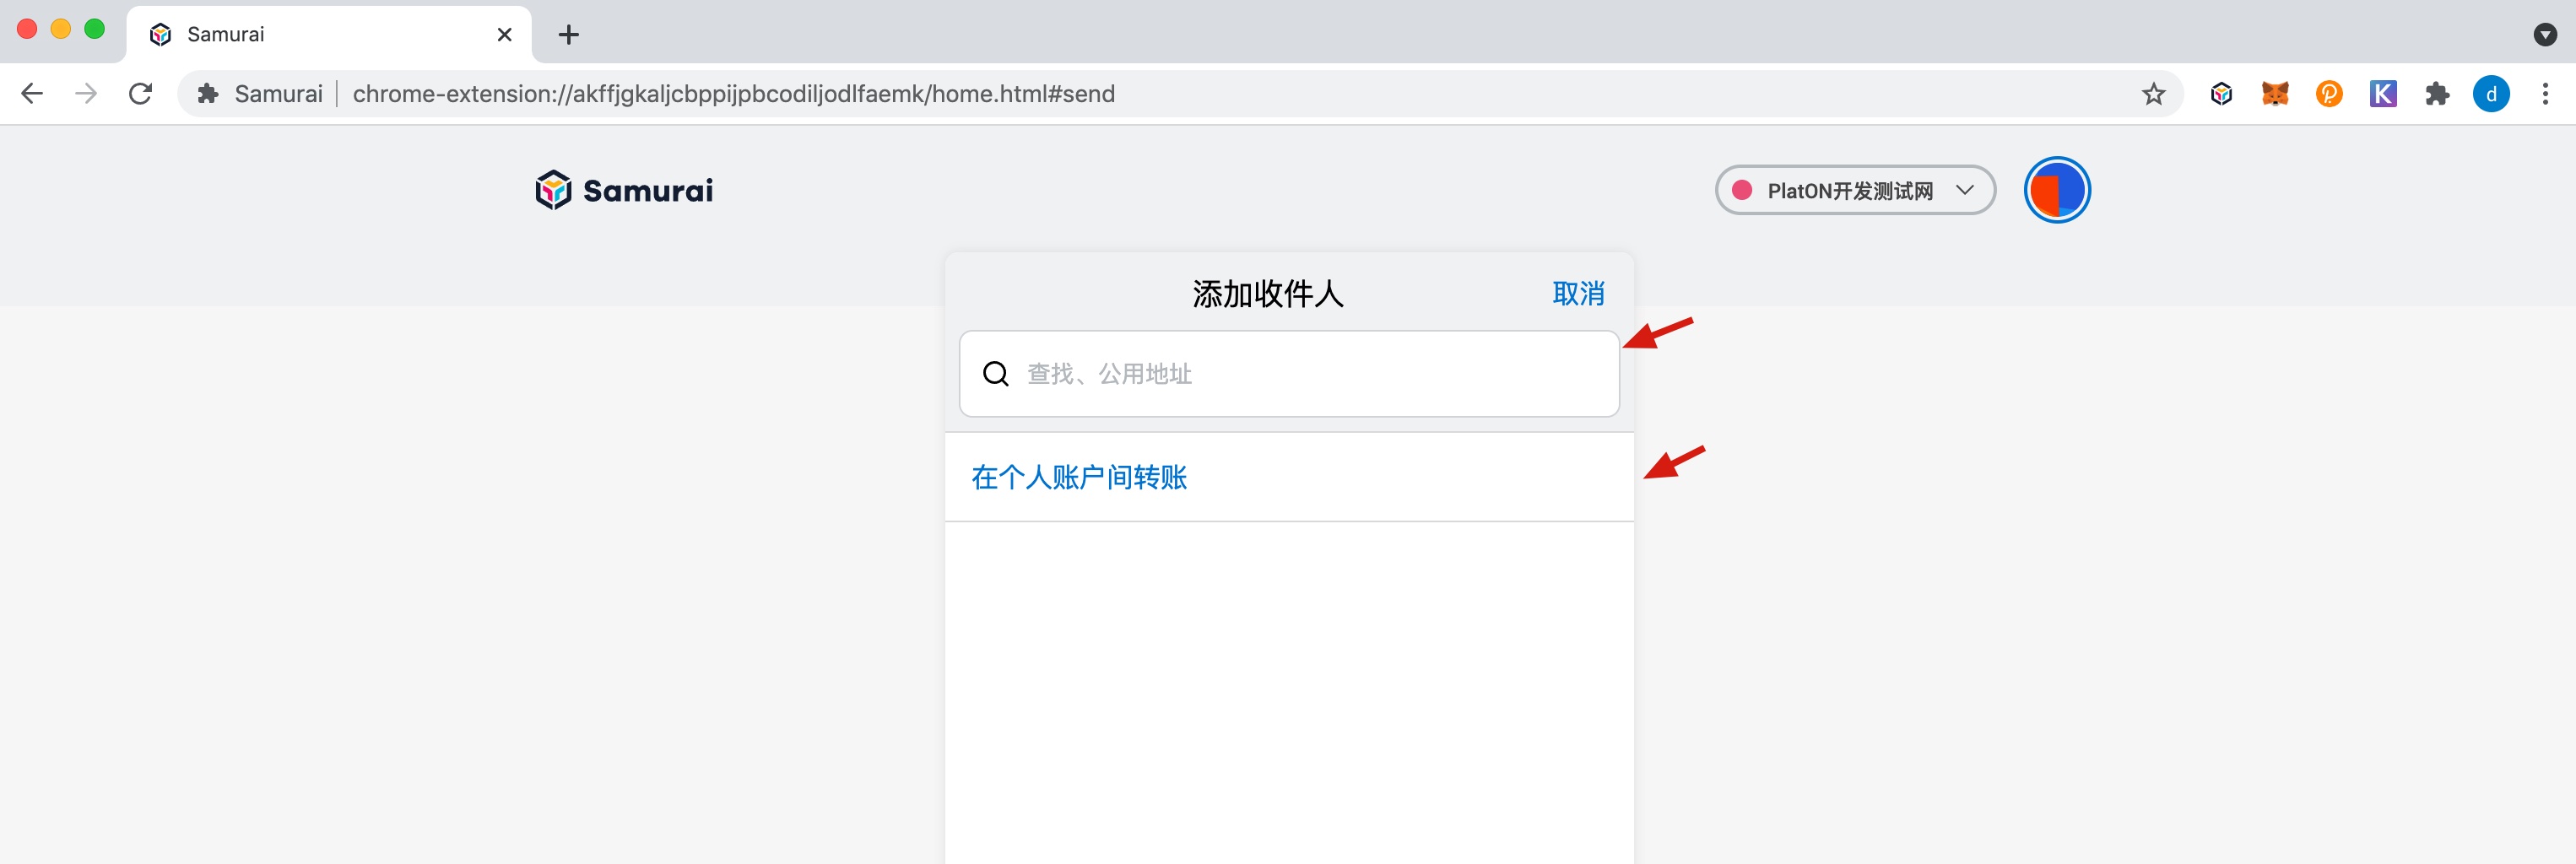 Samurai
Samurai chrome-extension://akffjgkaljcbppijpbcodiljodlfaemk/home.html#send
d
Samurai
PlatON开发测试网
添加收件人 取消
查找、公用地址
在个人账户间转账